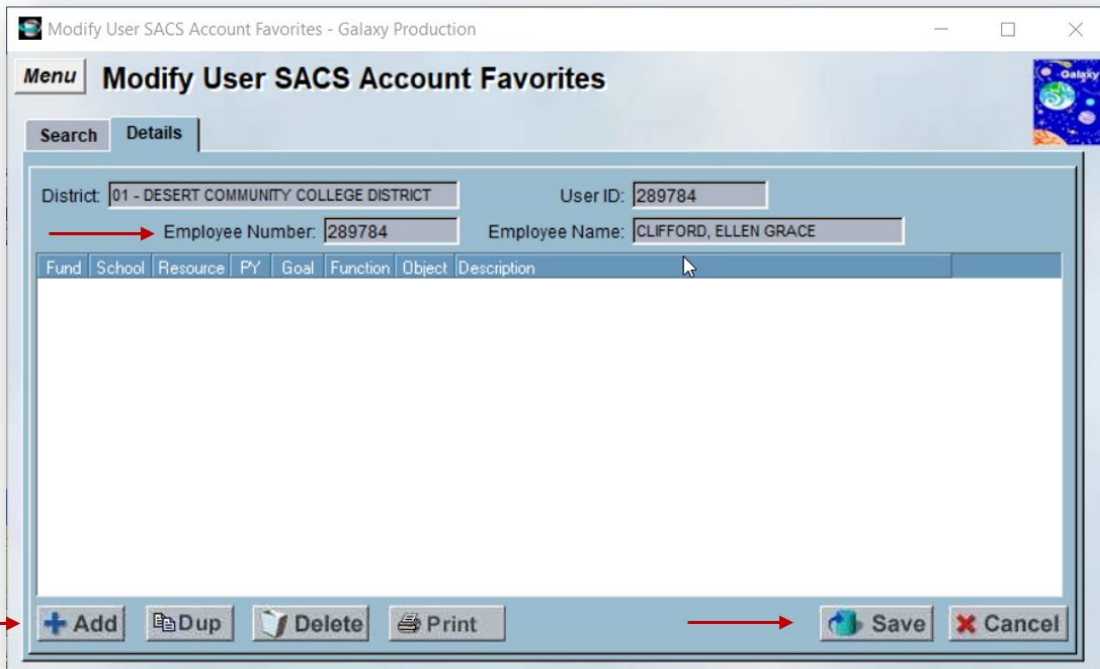 Modify User SACS Account Favorites - Galaxy Production
Menu Modify User SACS Account Favorites
Galaxy
Search Details
District: 01 - DESERT COMMUNITY COLLEGE DISTRICT User ID: 289784
Employee Number: 289784 Employee Name: CLIFFORD, ELLEN GRACE
Fund School Resource PY Goal Function Object Description
Add Dup Delete Print Save Cancel